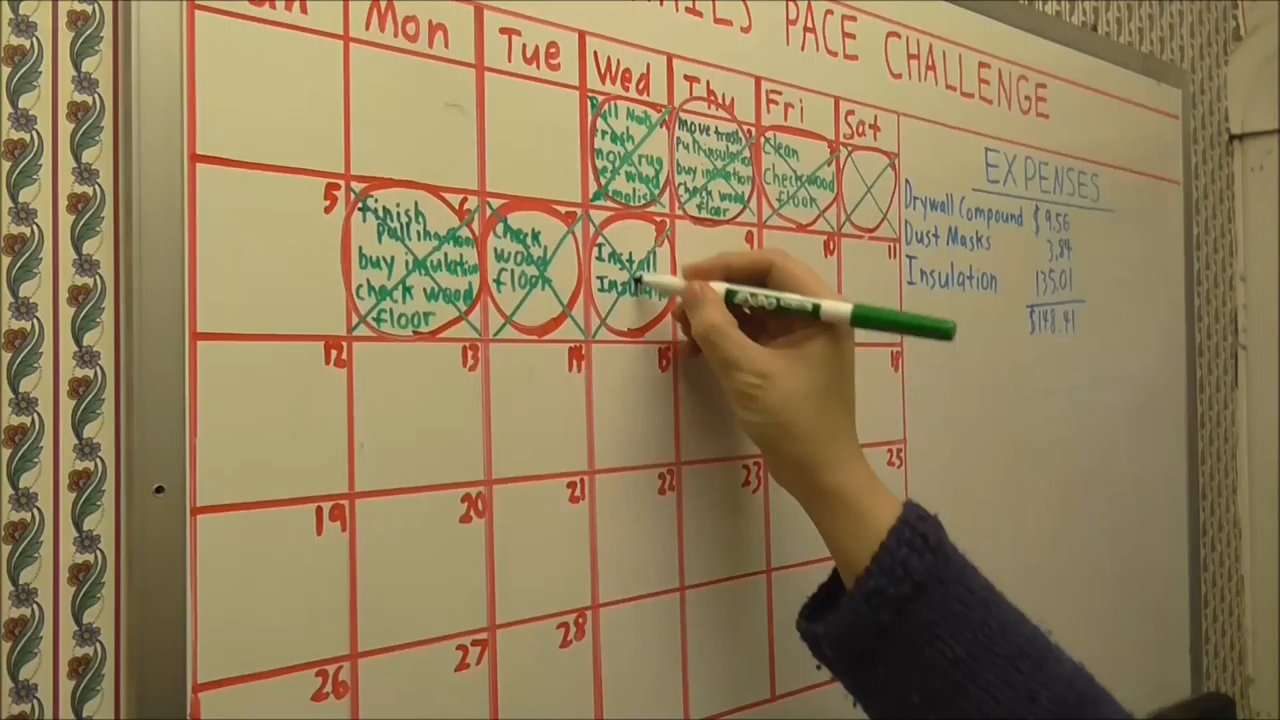 PACE CHALLENGE
Mon
Tue
Wed
Thu
Fri
Sat
trash
move rug
move trash
Pull insulation
buy insulation
check wood
floor
clean
Check wood
floor
5
6
finish
pulling
buy insulation
check wood
floor
Check
wood
floor
Install
9
10
11
12
13
14
15
18
19
20
21
22
23
25
26
27
28
EXPENSES
Drywall Compound $9.56
Dust Masks 3.84
Insulation 135.01
$148.41